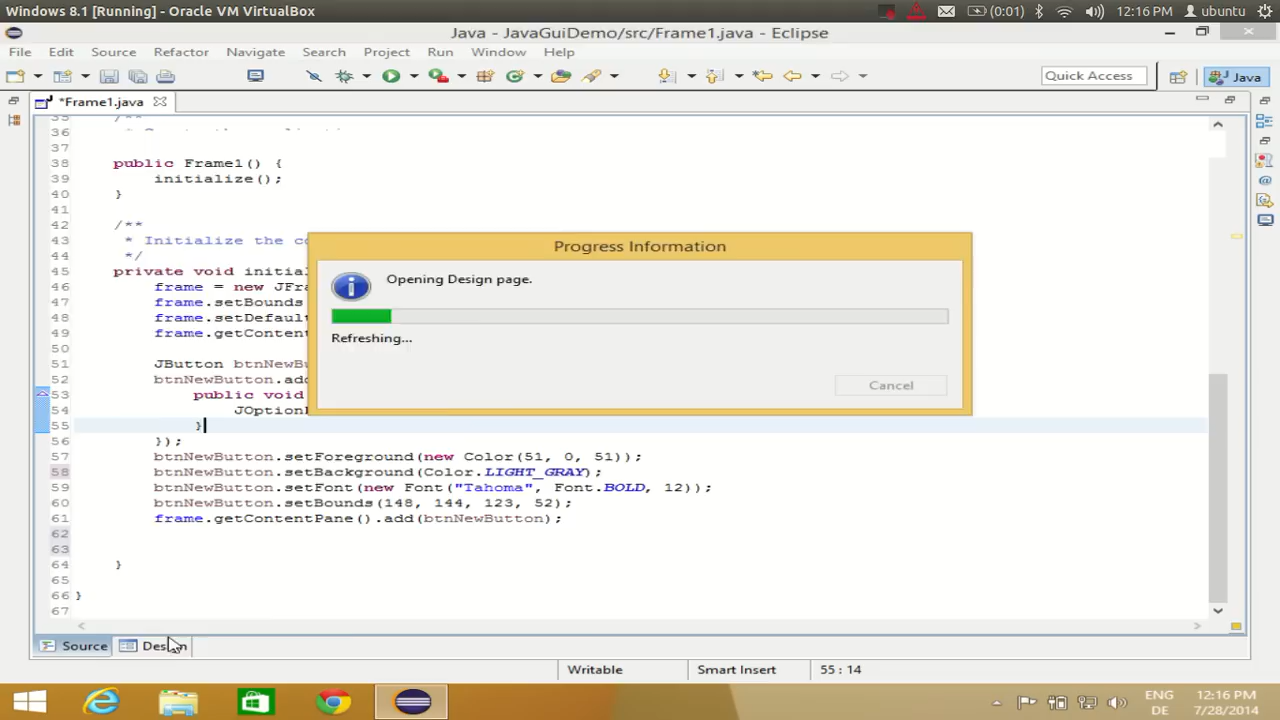 Windows 8.1 [Running] - Oracle VM VirtualBox
(0:01) 12:16 PM ubuntu
Java - JavaGuiDemo/src/Frame1.java - Eclipse
File Edit Source Refactor Navigate Search Project Run Window Help
Quick Access Java
*Frame1.java
35 /**
36
37
38 public Frame1() {
39 initialize();
40 }
41
42 /**
43 * Initialize the co
44 */
45 private void initia
46 frame = new JFra
47 frame.setBounds
48 frame.setDefault
49 frame.getContent
50
51 JButton btnNewBu
52 btnNewButton.add
53 public void
54 JOptionP
55 }
56 });
57 btnNewButton.setForeground(new Color(51, 0, 51));
58 btnNewButton.setBackground(Color.LIGHT_GRAY);
59 btnNewButton.setFont(new Font("Tahoma", Font.BOLD, 12));
60 btnNewButton.setBounds(148, 144, 123, 52);
61 frame.getContentPane().add(btnNewButton);
62
63
64 }
65
66 }
67
Progress Information
Opening Design page.
Refreshing...
Cancel
Source Design
Writable Smart Insert 55 : 14
ENG 12:16 PM
DE 7/28/2014